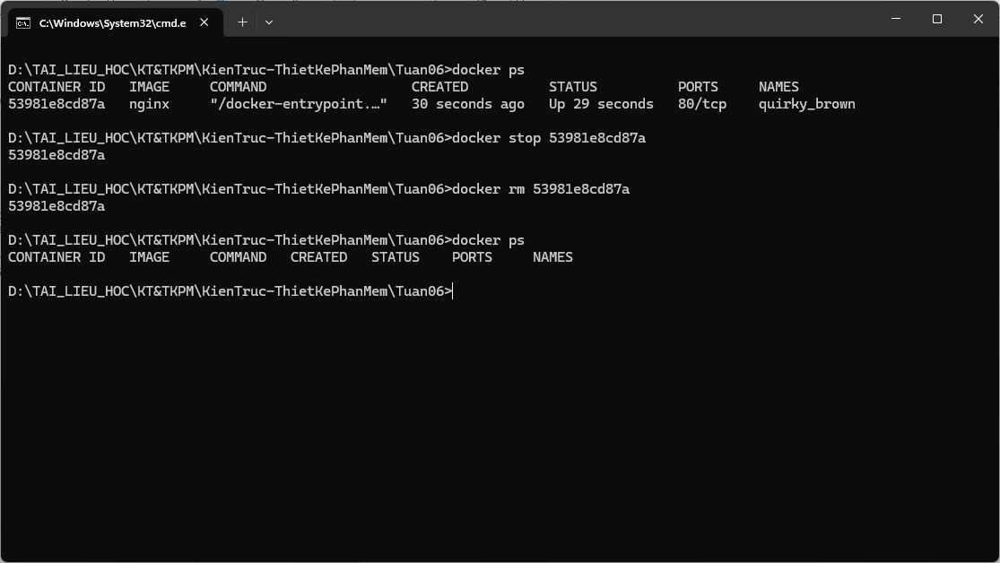 C:\Windows\System32\cmd.e
D:\TAI_LIEU_HOC\KT&TKPM\KienTruc-ThietKePhanMem\Tuan06>docker ps
CONTAINER ID   IMAGE     COMMAND                  CREATED          STATUS          PORTS     NAMES
53981e8cd87a   nginx     "/docker-entrypoint.…"   30 seconds ago   Up 29 seconds   80/tcp    quirky_brown
D:\TAI_LIEU_HOC\KT&TKPM\KienTruc-ThietKePhanMem\Tuan06>docker stop 53981e8cd87a
53981e8cd87a
D:\TAI_LIEU_HOC\KT&TKPM\KienTruc-ThietKePhanMem\Tuan06>docker rm 53981e8cd87a
53981e8cd87a
D:\TAI_LIEU_HOC\KT&TKPM\KienTruc-ThietKePhanMem\Tuan06>docker ps
CONTAINER ID   IMAGE     COMMAND   CREATED   STATUS    PORTS     NAMES
D:\TAI_LIEU_HOC\KT&TKPM\KienTruc-ThietKePhanMem\Tuan06>